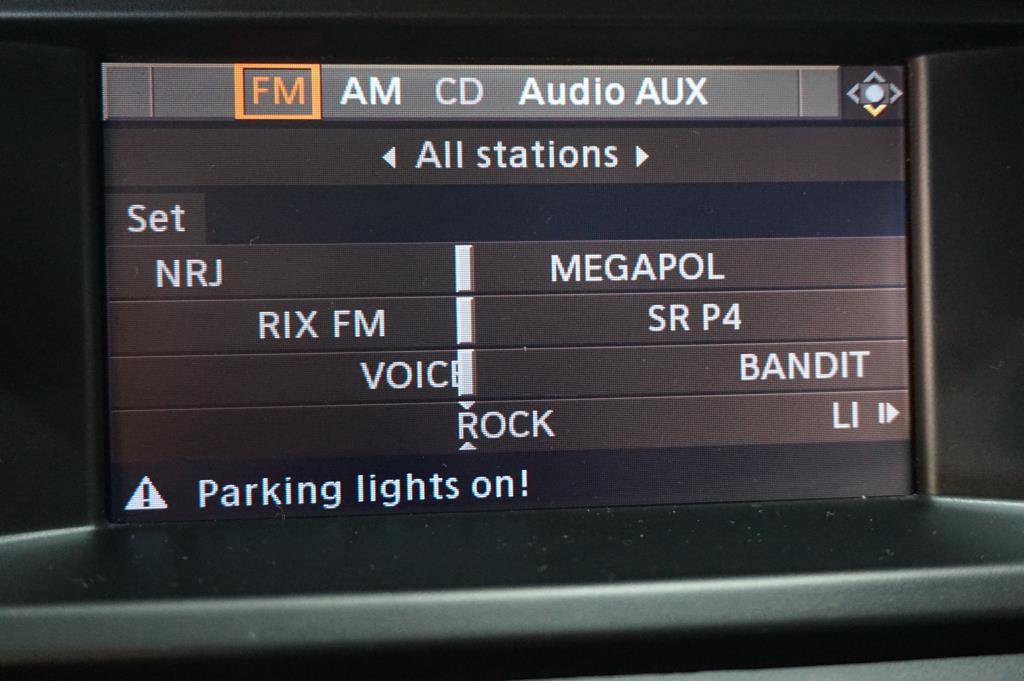 FM AM CD Audio AUX
All stations
Set
NRJ MEGAPOL
RIX FM SR P4
VOICE BANDIT
ROCK LI
Parking lights on!